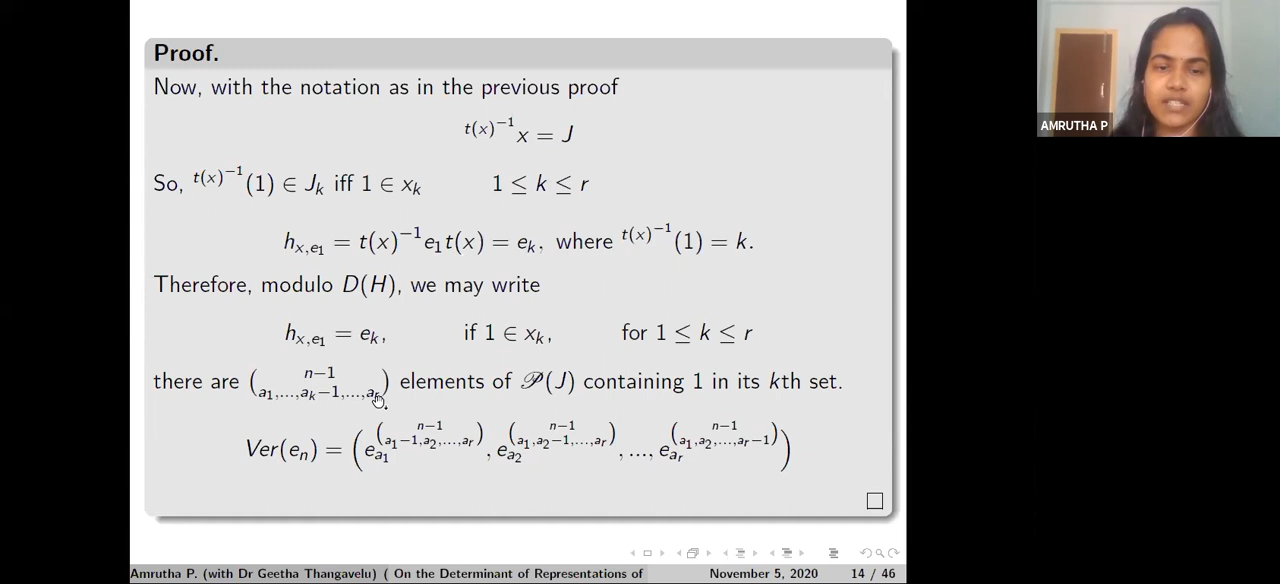 Proof.
Now, with the notation as in the previous proof
^{t(x)^{-1}}x = J
So, ^{t(x)^{-1}}(1) ∈ J_k iff 1 ∈ x_k 1 ≤ k ≤ r
h_{x,e_1} = t(x)^{-1}e_1t(x) = e_k, where ^{t(x)^{-1}}(1) = k.
Therefore, modulo D(H), we may write
h_{x,e_1} = e_k, if 1 ∈ x_k, for 1 ≤ k ≤ r
there are \binom{n-1}{a_1,...,a_k-1,...,a_r} elements of 𝒫(J) containing 1 in its kth set.
Ver(e_n) = (e_{a_1}^{\binom{n-1}{a_1-1,a_2,...,a_r}}, e_{a_2}^{\binom{n-1}{a_1,a_2-1,...,a_r}}, ..., e_{a_r}^{\binom{n-1}{a_1,a_2,...,a_r-1}})
□
Amrutha P. (with Dr Geetha Thangavelu) ( On the Determinant of Representations of November 5, 2020 14 / 46
AMRUTHA P